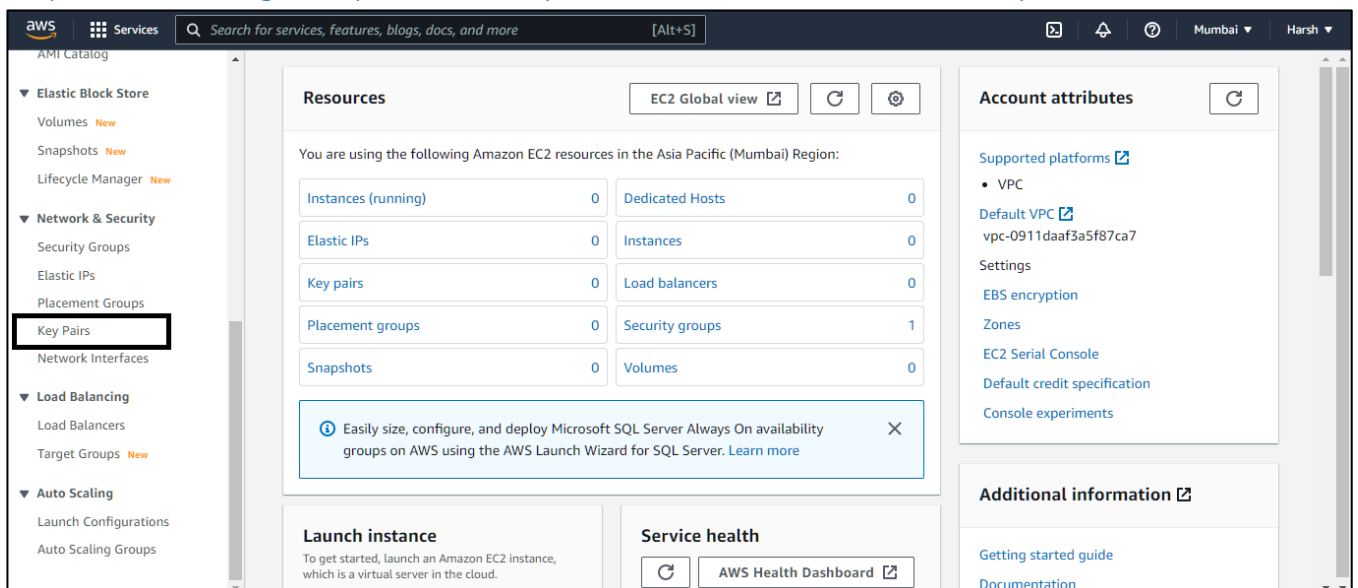 aws
Services
Search for services, features, blogs, docs, and more
[Alt+S]
Mumbai ▼
Harsh ▼
AMI Catalog
▼ Elastic Block Store
Volumes New
Snapshots New
Lifecycle Manager New
▼ Network & Security
Security Groups
Elastic IPs
Placement Groups
Key Pairs
Network Interfaces
▼ Load Balancing
Load Balancers
Target Groups New
▼ Auto Scaling
Launch Configurations
Auto Scaling Groups
Resources
EC2 Global view
You are using the following Amazon EC2 resources in the Asia Pacific (Mumbai) Region:
Instances (running) 0
Dedicated Hosts 0
Elastic IPs 0
Instances 0
Key pairs 0
Load balancers 0
Placement groups 0
Security groups 1
Snapshots 0
Volumes 0
Easily size, configure, and deploy Microsoft SQL Server Always On availability
groups on AWS using the AWS Launch Wizard for SQL Server. Learn more
Launch instance
To get started, launch an Amazon EC2 instance,
which is a virtual server in the cloud.
Service health
AWS Health Dashboard
Account attributes
Supported platforms
• VPC
Default VPC
vpc-0911daaf3a5f87ca7
Settings
EBS encryption
Zones
EC2 Serial Console
Default credit specification
Console experiments
Additional information
Getting started guide
Documentation